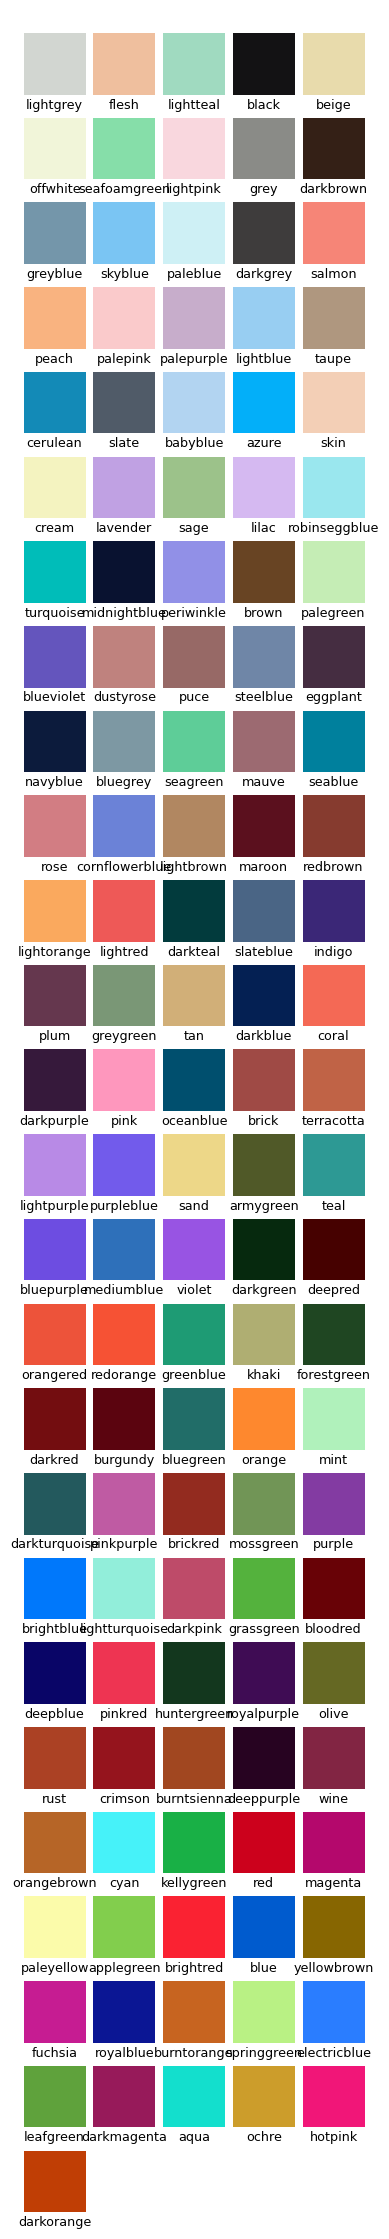 lightgrey flesh lightteal black beige
offwhite seafoamgreen lightpink grey darkbrown
greyblue skyblue paleblue darkgrey salmon
peach palepink palepurple lightblue taupe
cerulean slate babyblue azure skin
cream lavender sage lilac robinseggblue
turquoise midnightblue periwinkle brown palegreen
blueviolet dustyrose puce steelblue eggplant
navyblue bluegrey seagreen mauve seablue
rose cornflowerblue lightbrown maroon redbrown
lightorange lightred darkteal slateblue indigo
plum greygreen tan darkblue coral
darkpurple pink oceanblue brick terracotta
lightpurple purpleblue sand armygreen teal
bluepurple mediumblue violet darkgreen deepred
orangered redorange greenblue khaki forestgreen
darkred burgundy bluegreen orange mint
darkturquoise pinkpurple brickred mossgreen purple
brightblue lightturquoise darkpink grassgreen bloodred
deepblue pinkred huntergreen royalpurple olive
rust crimson burntsienna deeppurple wine
orangebrown cyan kellygreen red magenta
paleyellow applegreen brightred blue yellowbrown
fuchsia royalblue burntorange springgreen electricblue
leafgreen darkmagenta aqua ochre hotpink
darkorange